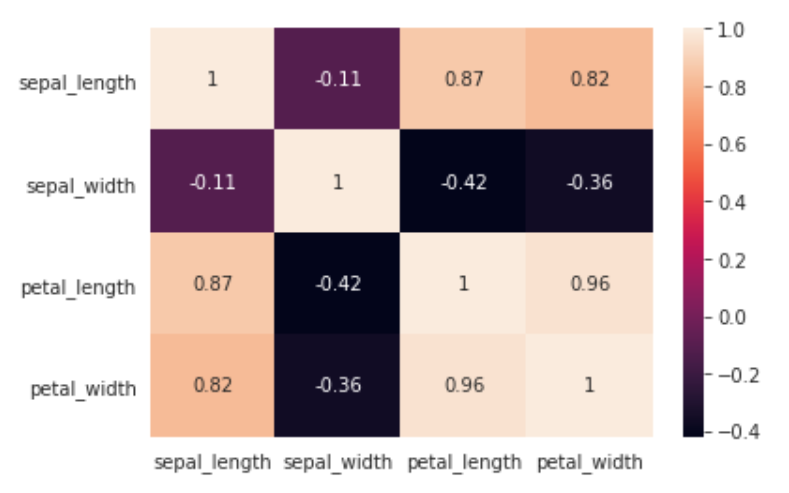 sepal_length 1 -0.11 0.87 0.82
sepal_width -0.11 1 -0.42 -0.36
petal_length 0.87 -0.42 1 0.96
petal_width 0.82 -0.36 0.96 1
sepal_length sepal_width petal_length petal_width
1.0
0.8
0.6
0.4
0.2
0.0
−0.2
−0.4